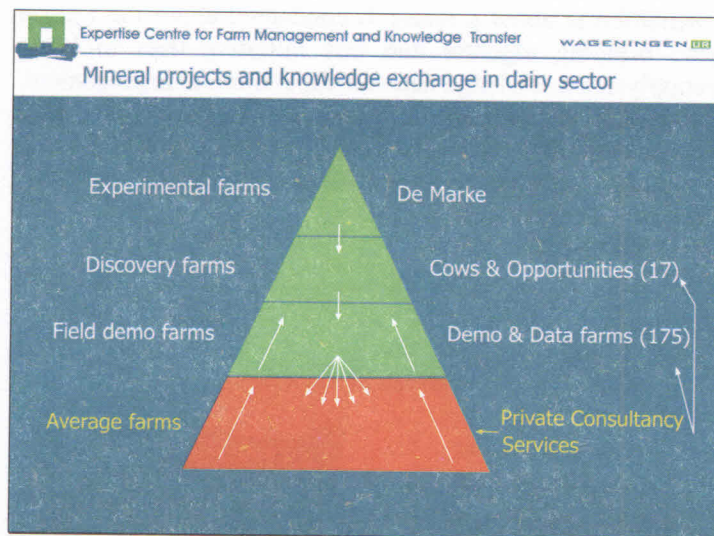 Expertise Centre for Farm Management and Knowledge Transfer
WAGENINGEN UR
Mineral projects and knowledge exchange in dairy sector
Experimental farms
De Marke
Discovery farms
Cows & Opportunities (17)
Field demo farms
Demo & Data farms (175)
Average farms
Private Consultancy
Services